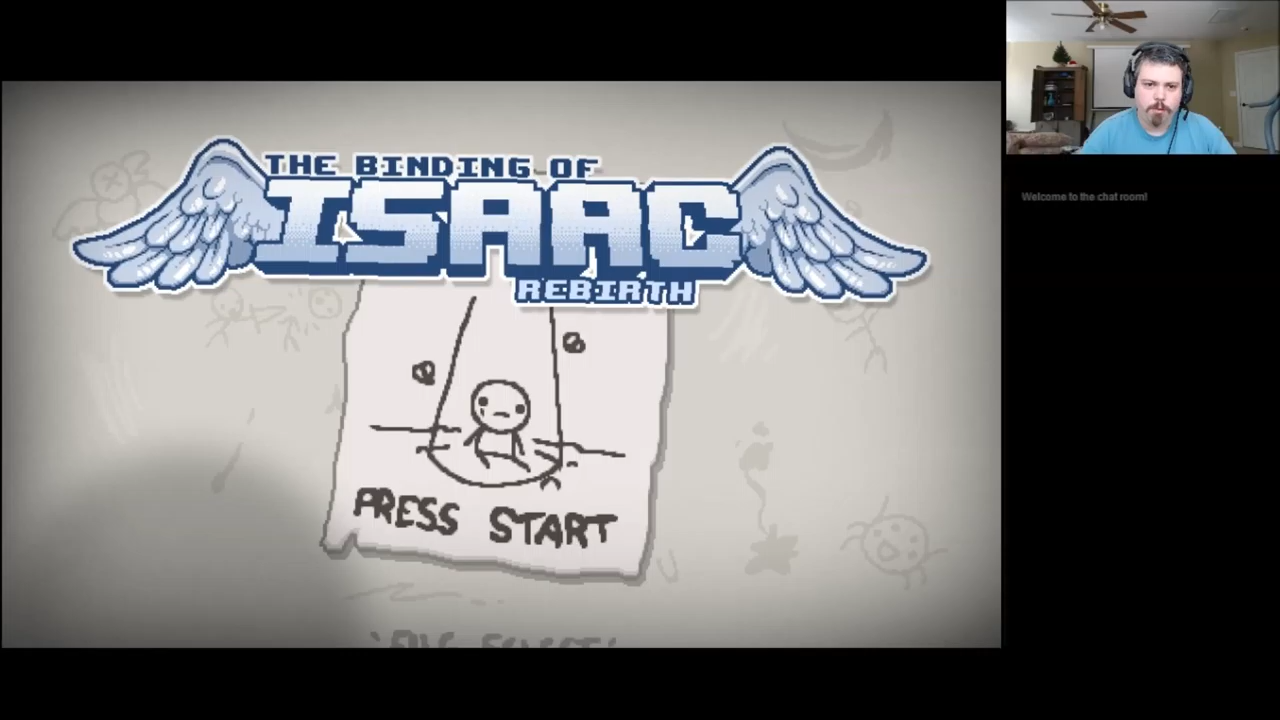 THE BINDING OF
ISAAC
REBIRTH
Welcome to the chat room!
PRESS START